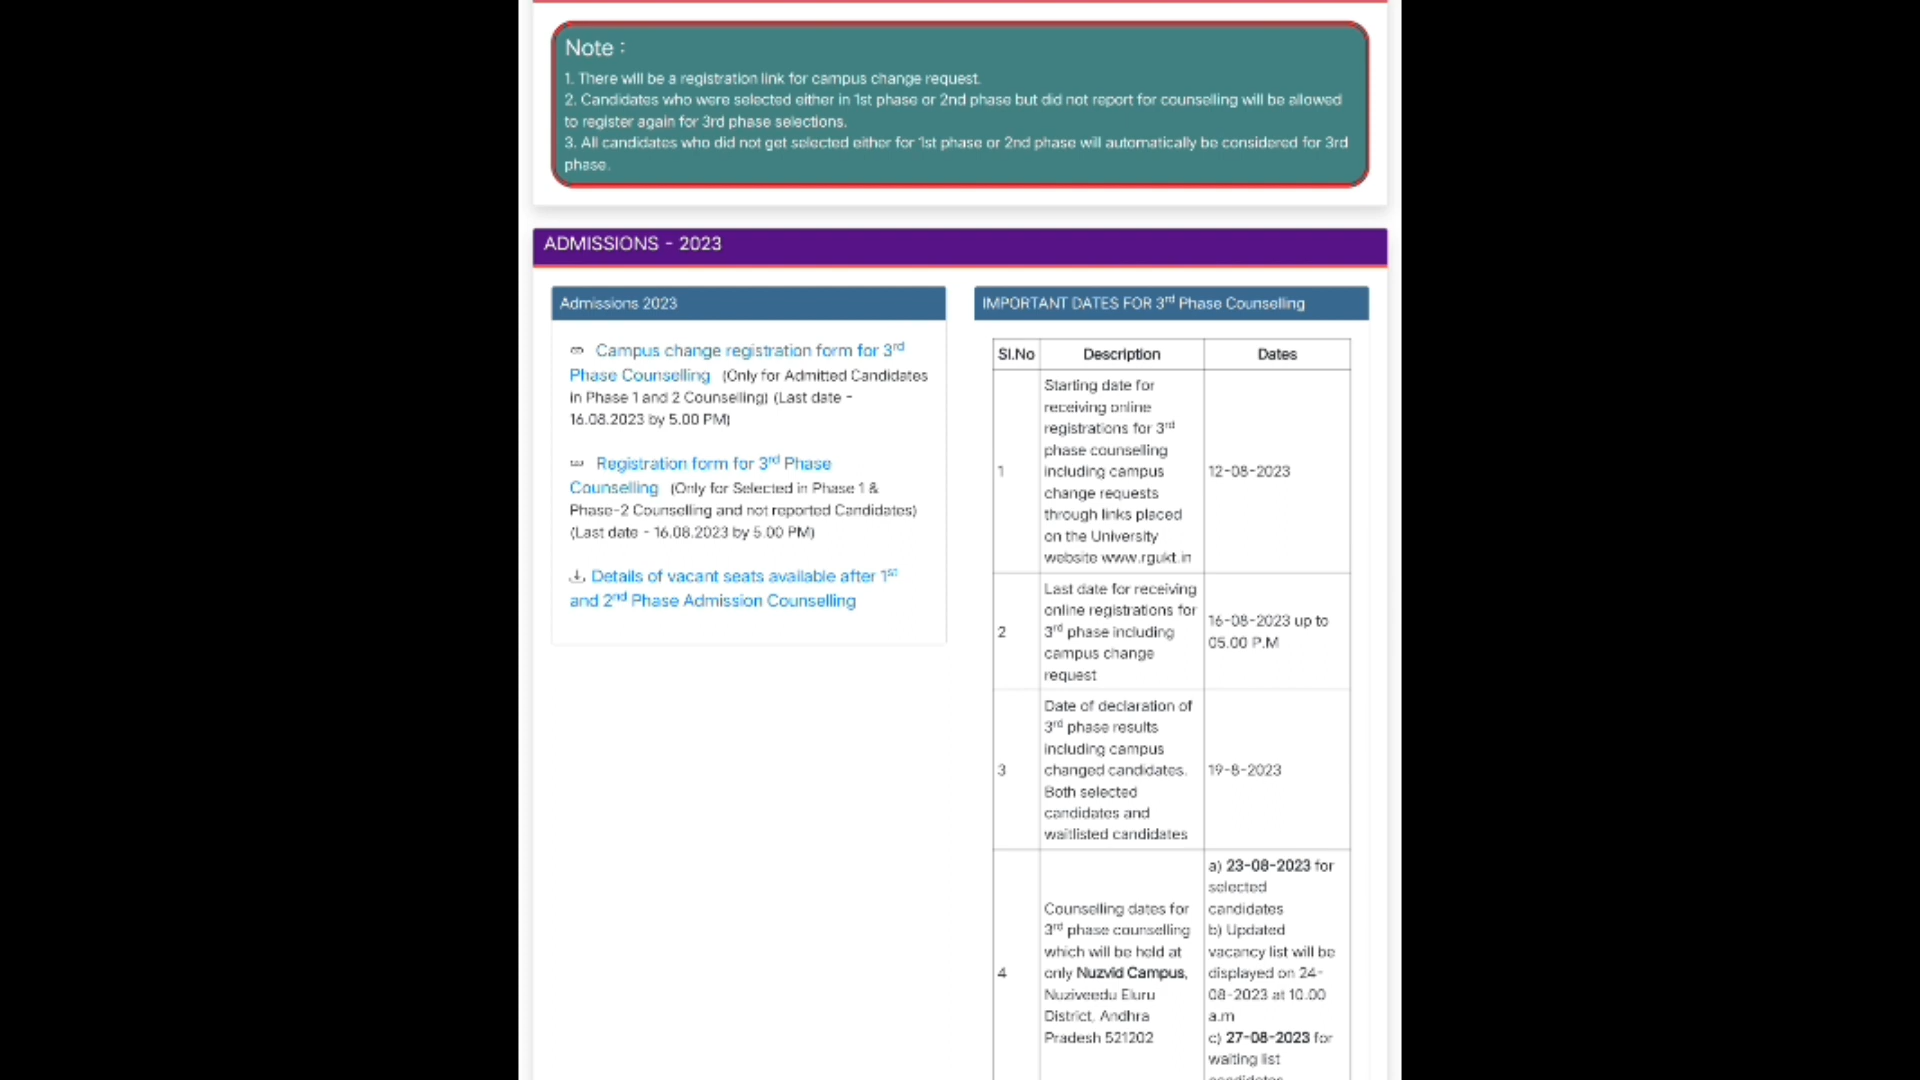 Note :
1. There will be a registration link for campus change request.
2. Candidates who were selected either in 1st phase or 2nd phase but did not report for counselling will be allowed
to register again for 3rd phase selections.
3. All candidates who did not get selected either for 1st phase or 2nd phase will automatically be considered for 3rd
phase.
ADMISSIONS - 2023
Admissions 2023
Campus change registration form for 3rd
Phase Counselling (Only for Admitted Candidates
in Phase 1 and 2 Counselling) (Last date -
16.08.2023 by 5.00 PM)
Registration form for 3rd Phase
Counselling (Only for Selected in Phase 1 &
Phase-2 Counselling and not reported Candidates)
(Last date - 16.08.2023 by 5.00 PM)
Details of vacant seats available after 1st
and 2nd Phase Admission Counselling
IMPORTANT DATES FOR 3rd Phase Counselling
Sl.No Description Dates
1
Starting date for
receiving online
registrations for 3rd
phase counselling
including campus
change requests
through links placed
on the University
website www.rgukt.in
12-08-2023
2
Last date for receiving
online registrations for
3rd phase including
campus change
request
16-08-2023 up to
05.00 P.M
3
Date of declaration of
3rd phase results
including campus
changed candidates.
Both selected
candidates and
waitlisted candidates
19-8-2023
4
Counselling dates for
3rd phase counselling
which will be held at
only Nuzvid Campus,
Nuziveedu Eluru
District, Andhra
Pradesh 521202
a) 23-08-2023 for
selected
candidates
b) Updated
vacancy list will be
displayed on 24-
08-2023 at 10.00
a.m
c) 27-08-2023 for
waiting list